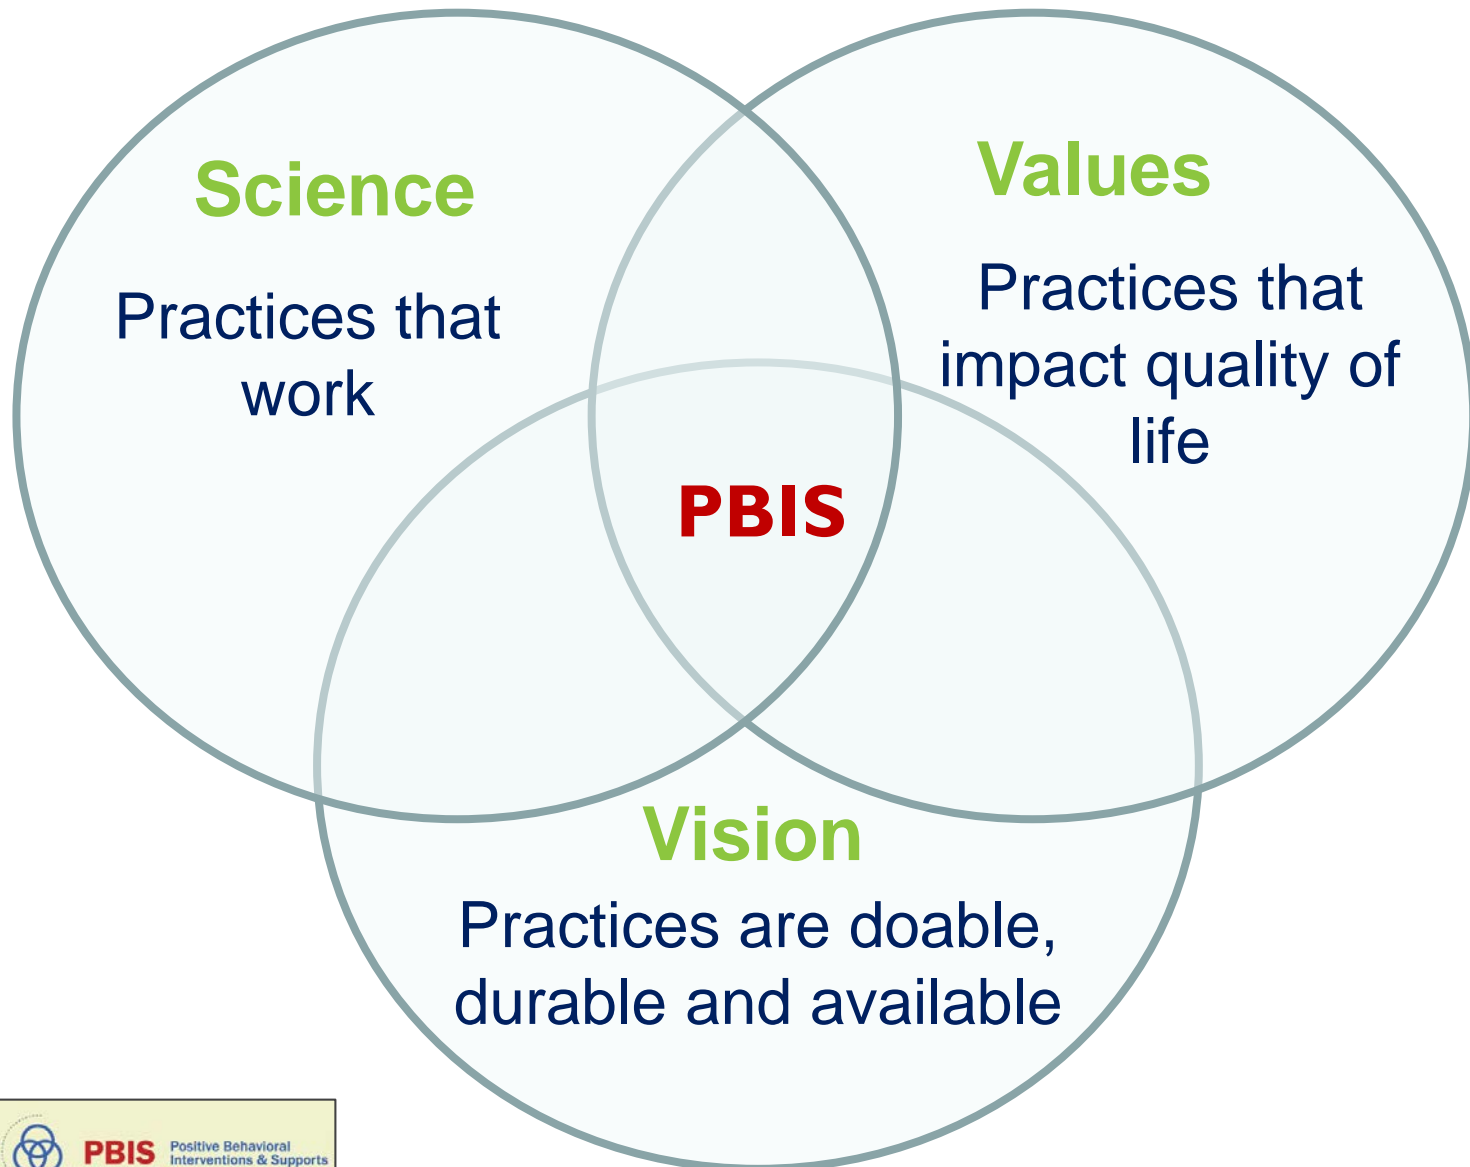 Science
Practices that
work
Values
Practices that
impact quality of
life
PBIS
Vision
Practices are doable,
durable and available
PBIS Positive Behavioral
Interventions & Supports